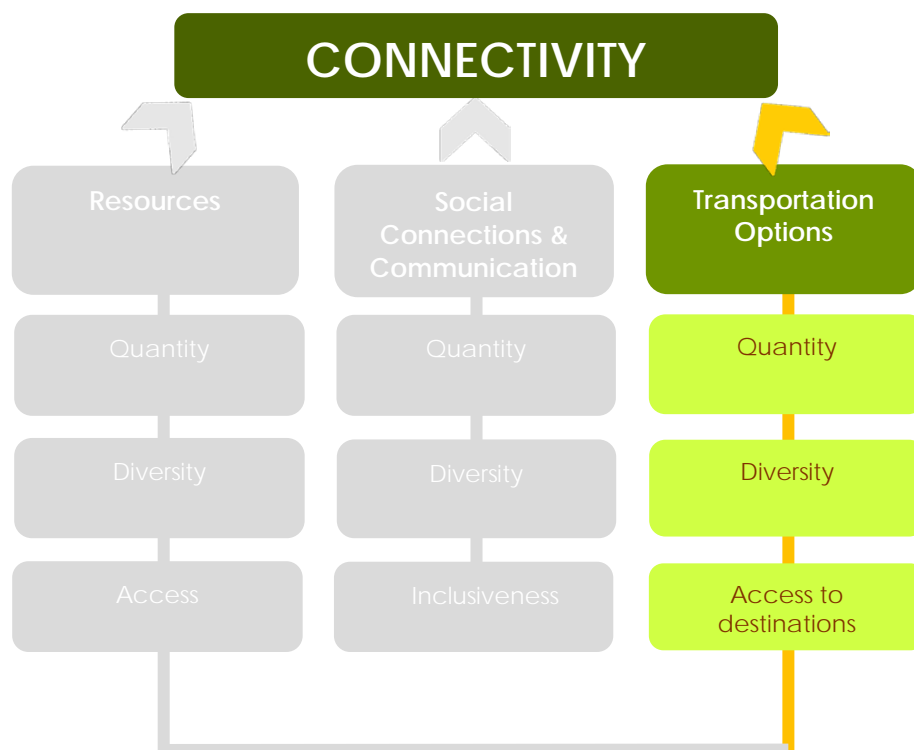 CONNECTIVITY
Resources
Quantity
Diversity
Access
Social
Connections &
Communication
Quantity
Diversity
Inclusiveness
Transportation
Options
Quantity
Diversity
Access to
destinations